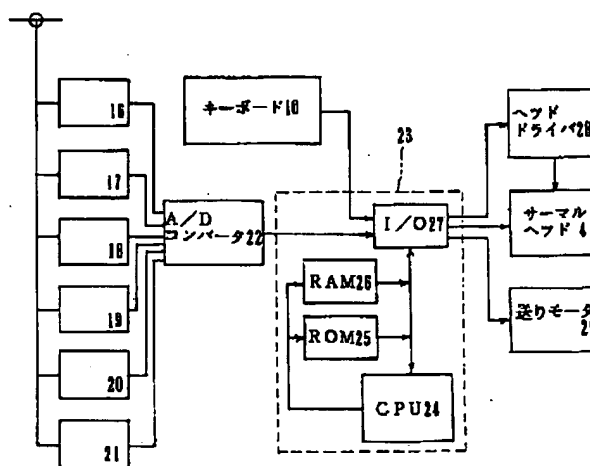 16
17
18
19
20
21
A/D
コンバータ22
キーボード10
23
I/O27
RAM26
ROM25
CPU24
ヘッド
ドライバ28
サーマル
ヘッド4
送りモータ